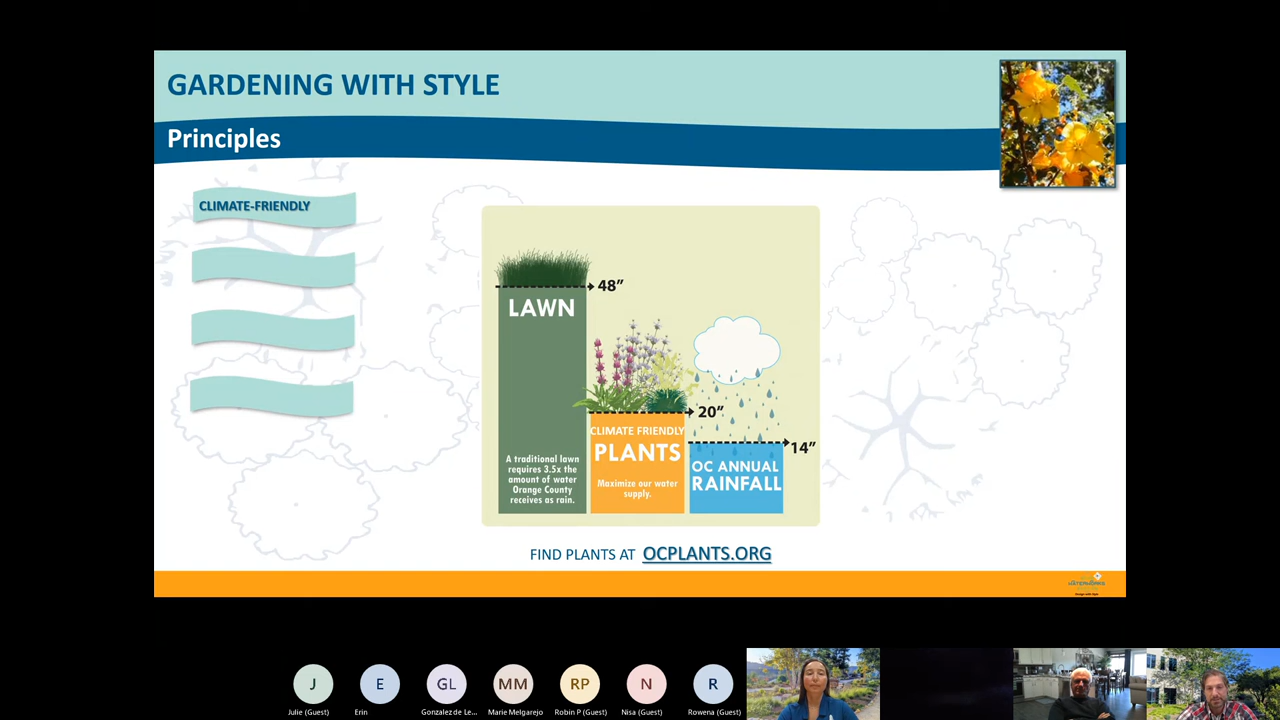 GARDENING WITH STYLE
Principles
CLIMATE-FRIENDLY
48”
LAWN
A traditional lawn
requires 3.5x the
amount of water
Orange County
receives as rain.
20”
CLIMATE FRIENDLY
PLANTS
Maximize our water
supply.
14”
OC ANNUAL
RAINFALL
FIND PLANTS AT OCPLANTS.ORG
J
E
GL
MM
RP
N
R
Julie (Guest)
Erin
Gonzalez de Le...
Marie Melgarejo
Robin P (Guest)
Nisa (Guest)
Rowena (Guest)